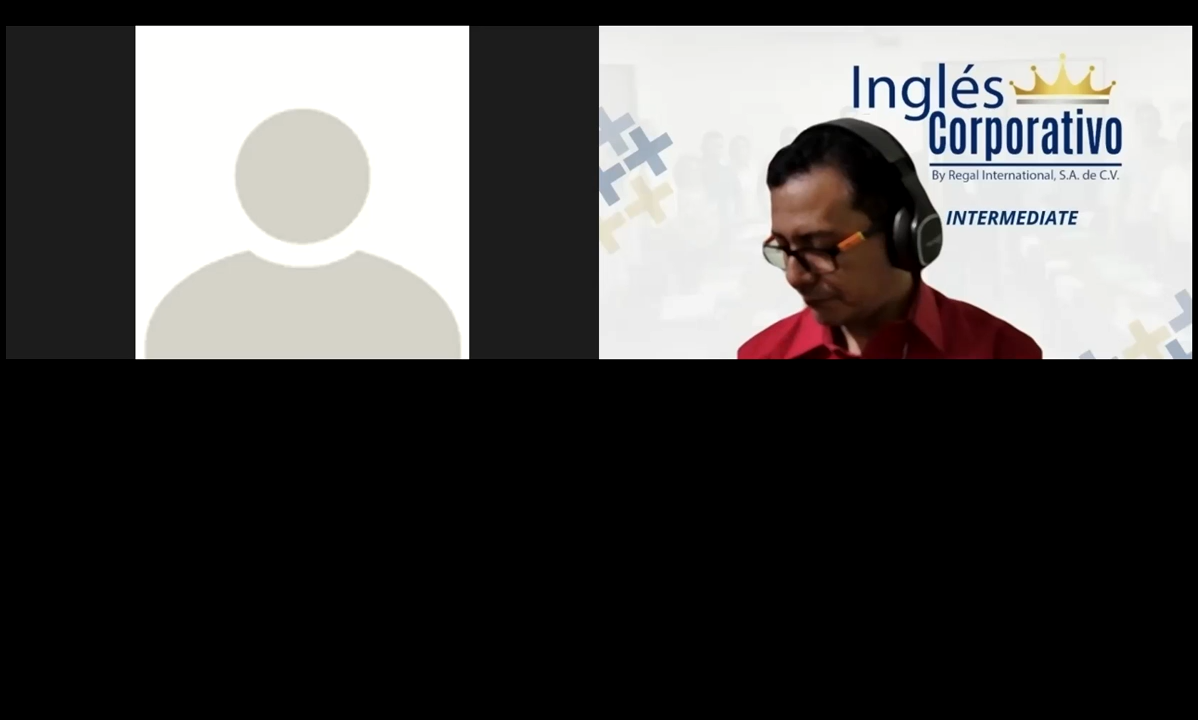 Inglés
Corporativo
By Regal International, S.A. de C.V.
INTERMEDIATE